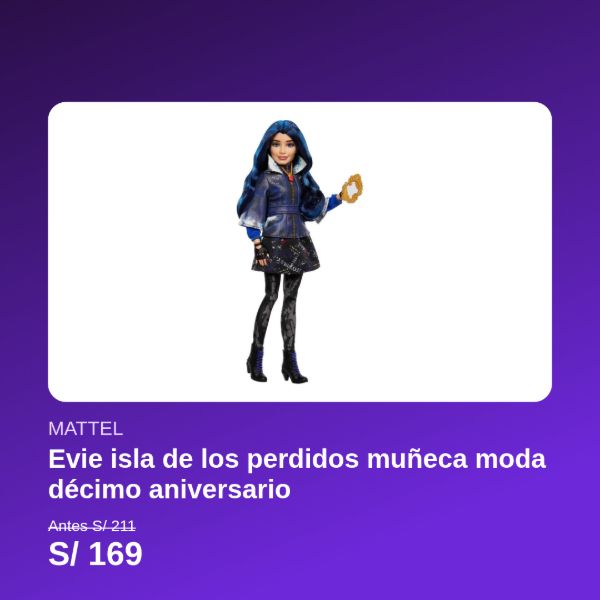 MATTEL
Evie isla de los perdidos muñeca moda
décimo aniversario
Antes S/ 211
S/ 169